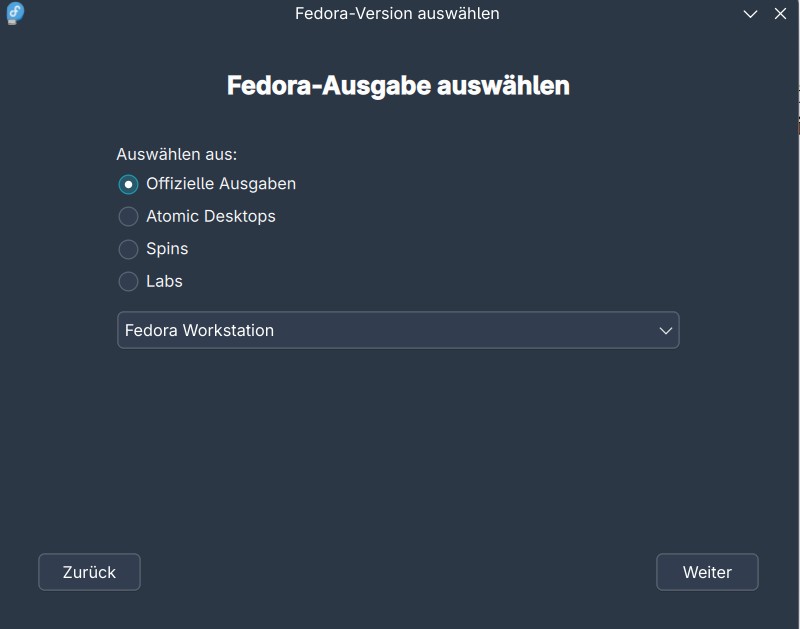 Fedora-Version auswählen
Fedora-Ausgabe auswählen
Auswählen aus:
Offizielle Ausgaben
Atomic Desktops
Spins
Labs
Fedora Workstation
Zurück
Weiter